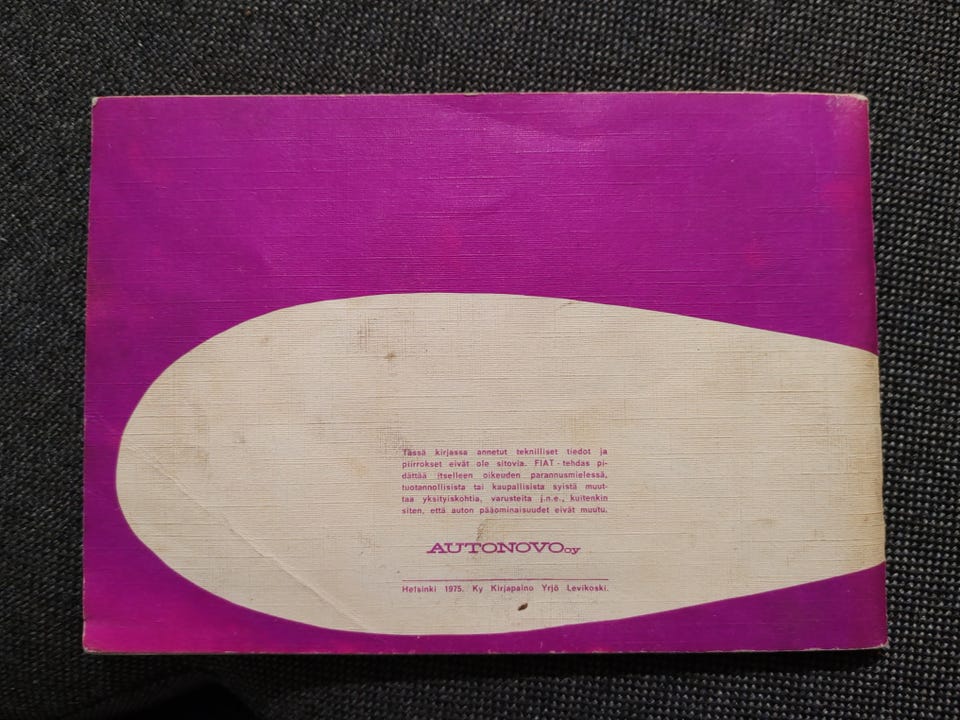 Tässä kirjassa annetut teknilliset tiedot ja
piirrokset eivät ole sitovia. FIAT-tehdas pi-
dättää itselleen oikeuden parannusmielessä,
tuotannollisista tai kaupallisista syistä muut-
taa yksityiskohtia, varusteita j.n.e., kuitenkin
siten, että auton pääominaisuudet eivät muutu.
AUTONOVO oy
Helsinki 1975. Ky Kirjapaino Yrjö Levikoski.